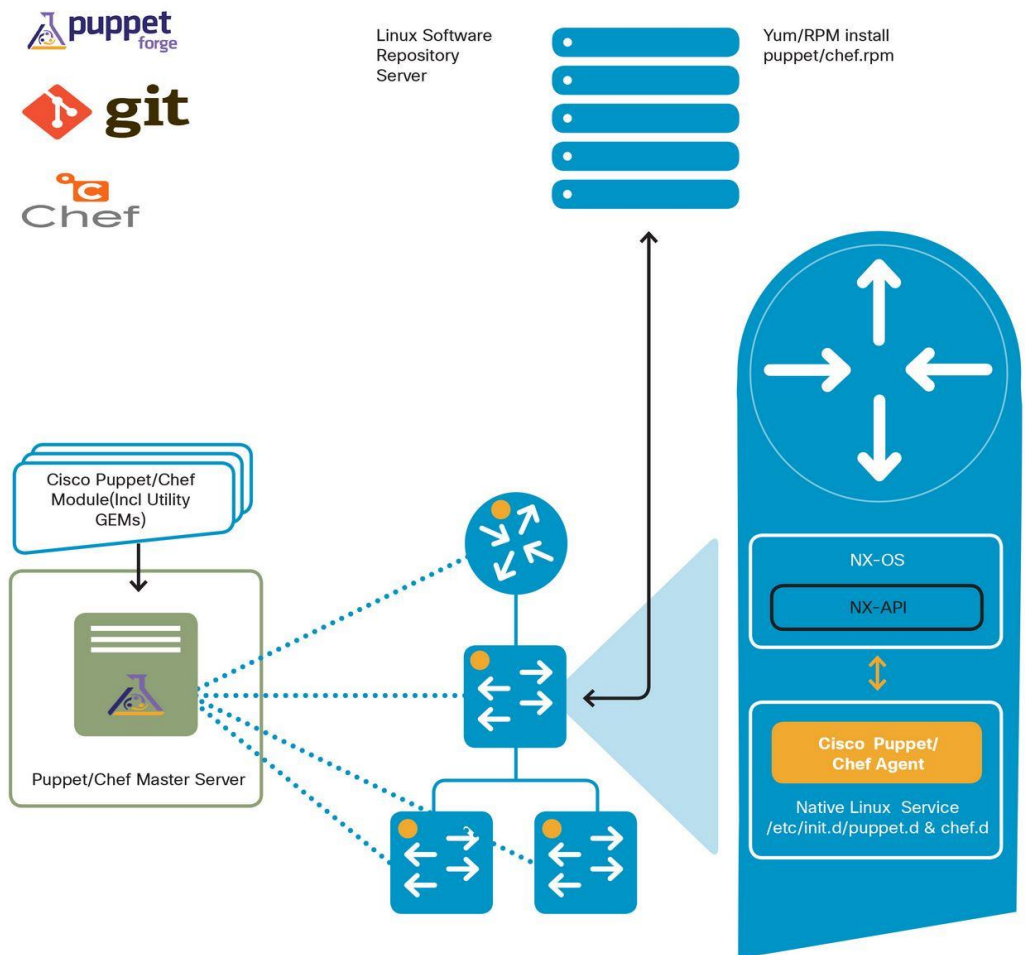 puppet
forge
git
Chef
Linux Software
Repository
Server
Yum/RPM install
puppet/chef.rpm
Cisco Puppet/Chef
Module(Incl Utility
GEMs)
Puppet/Chef Master Server
NX-OS
NX-API
Cisco Puppet/
Chef Agent
Native Linux Service
/etc/init.d/puppet.d & chef.d